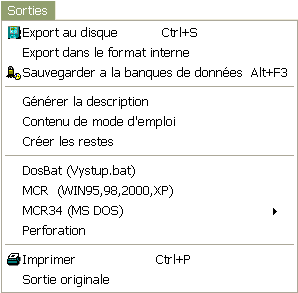 Sorties
Export au disque Ctrl+S
Export dans le format interne
Sauvegarder a la banques de données Alt+F3
Générer la description
Contenu de mode d'emploi
Créer les restes
DosBat (Vystup.bat)
MCR (WIN95,98,2000,XP)
MCR34 (MS DOS)
Perforation
Imprimer Ctrl+P
Sortie originale